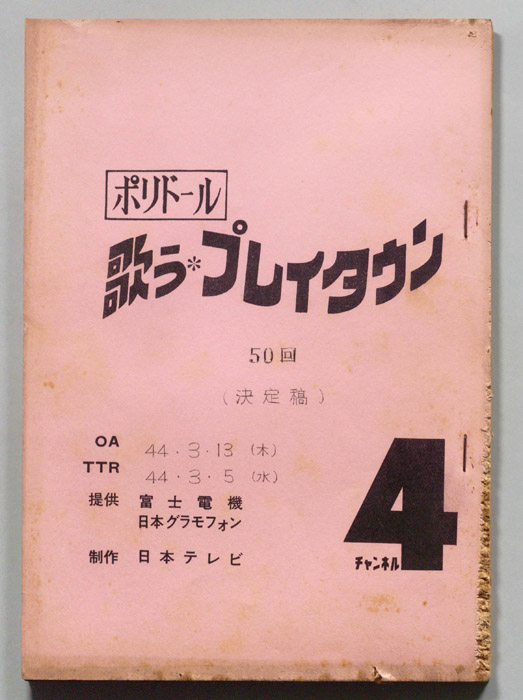 ポリドール
歌う*プレイタウン
50回
(決定稿)
OA 44・3・13 (木)
TTR 44・3・5 (水)
提供 富士電機
日本グラモフォン
制作 日本テレビ
4
チャンネル